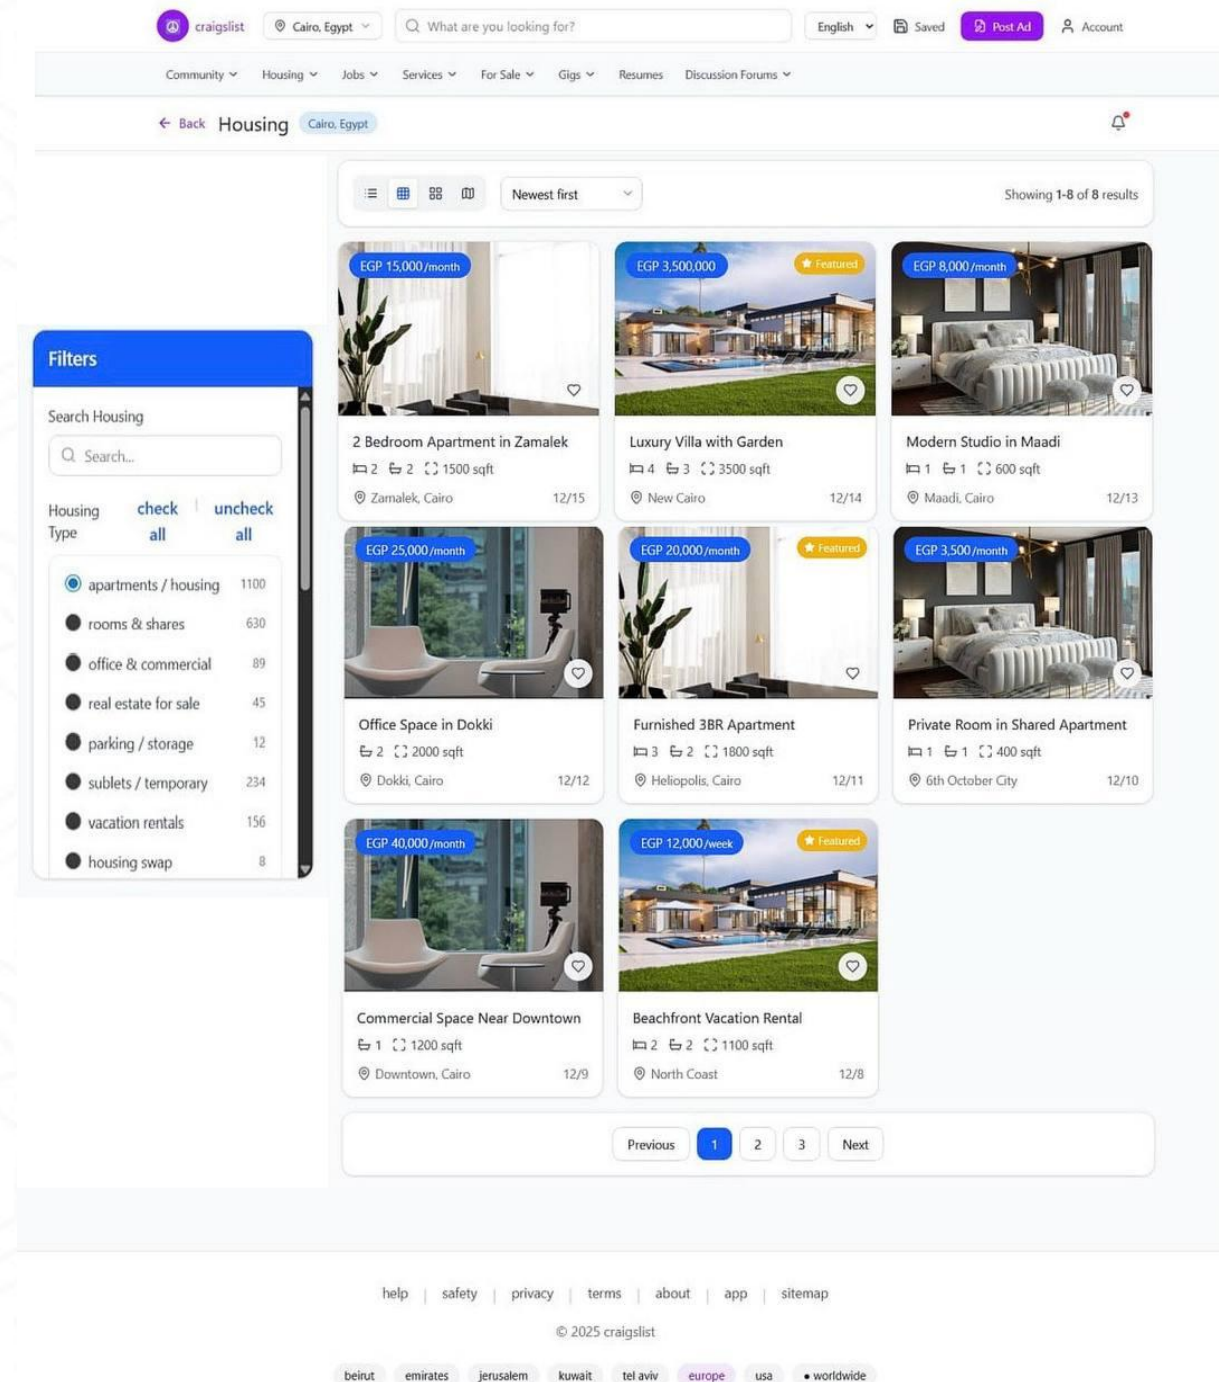 craigslist Cairo, Egypt What are you looking for? English Saved Post Ad Account
Community Housing Jobs Services For Sale Gigs Resumes Discussion Forums
Back Housing Cairo, Egypt
Newest first Showing 1-8 of 8 results
Filters
Search Housing
Search...
Housing Type
check all | uncheck all
apartments / housing 1100
rooms & shares 630
office & commercial 89
real estate for sale 45
parking / storage 12
sublets / temporary 234
vacation rentals 156
housing swap 8
EGP 15,000/month
2 Bedroom Apartment in Zamalek
2 2 1500 sqft
Zamalek, Cairo 12/15
EGP 3,500,000 Featured
Luxury Villa with Garden
4 3 3500 sqft
New Cairo 12/14
EGP 8,000/month
Modern Studio in Maadi
1 1 600 sqft
Maadi, Cairo 12/13
EGP 25,000/month
Office Space in Dokki
2 2000 sqft
Dokki, Cairo 12/12
EGP 20,000/month Featured
Furnished 3BR Apartment
3 2 1800 sqft
Heliopolis, Cairo 12/11
EGP 3,500/month
Private Room in Shared Apartment
1 1 400 sqft
6th October City 12/10
EGP 40,000/month
Commercial Space Near Downtown
1 1200 sqft
Downtown, Cairo 12/9
EGP 12,000/week Featured
Beachfront Vacation Rental
2 2 1100 sqft
North Coast 12/8
Previous 1 2 3 Next
help | safety | privacy | terms | about | app | sitemap
© 2025 craigslist
beirut emirates jerusalem kuwait tel aviv europe usa • worldwide